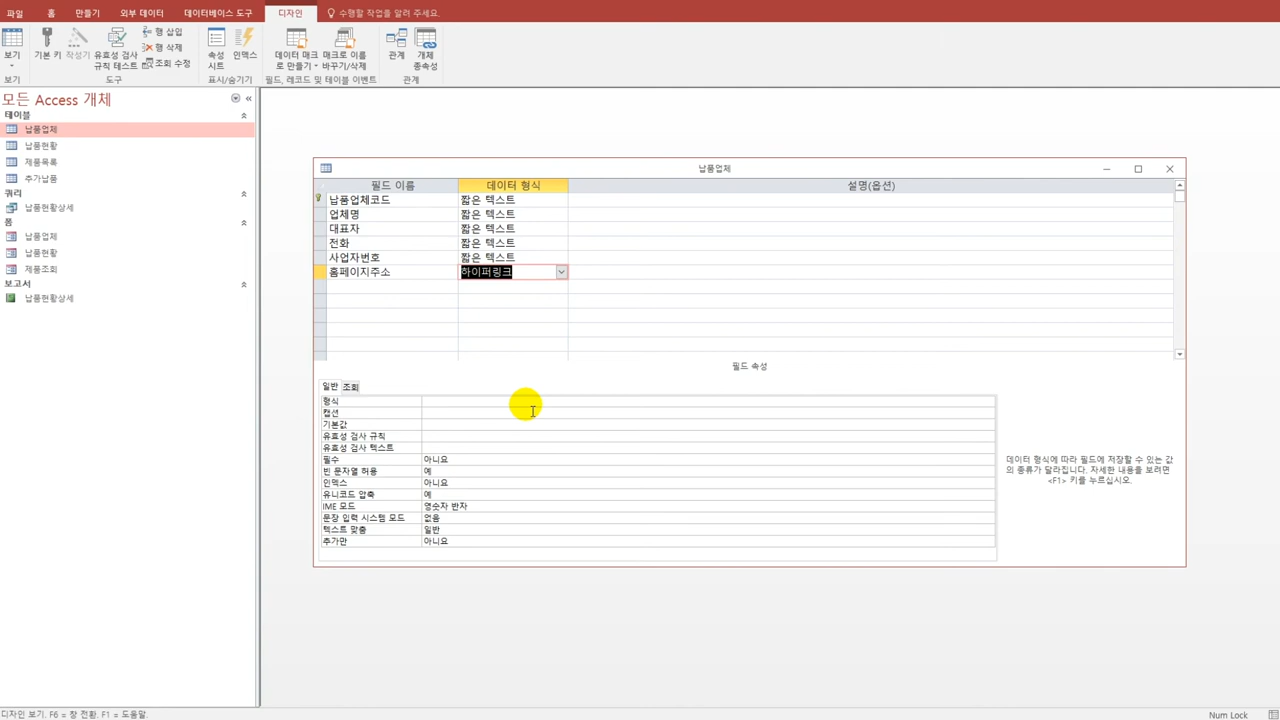 파일 홈 만들기 외부 데이터 데이터베이스 도구 디자인 수행할 작업을 알려 주세요.
보기
기본 키
작성기
유효성 검사
규칙 테스트
행 삽입
행 삭제
조회 수정
속성
시트
인덱스
데이터 매크
로 만들기
매크로 이름
바꾸기/삭제
관계
개체
종속성
보기 도구 표시/숨기기 필드, 레코드 및 테이블 이벤트 관계
모든 Access 개체
테이블
납품업체
납품현황
제품목록
추가납품
쿼리
납품현황상세
폼
납품업체
납품현황
제품조회
보고서
납품현황상세
납품업체
필드 이름 데이터 형식 설명(옵션)
납품업체코드 짧은 텍스트
업체명 짧은 텍스트
대표자 짧은 텍스트
전화 짧은 텍스트
사업자번호 짧은 텍스트
홈페이지주소 하이퍼링크
필드 속성
일반 조회
형식
캡션
기본값
유효성 검사 규칙
유효성 검사 텍스트
필수 아니요
빈 문자열 허용 예
인덱스 아니요
유니코드 압축 예
IME 모드 영숫자 반자
문장 입력 시스템 모드 없음
텍스트 맞춤 일반
추가만 아니요
데이터 형식에 따라 필드에 저장할 수 있는 값
의 종류가 달라집니다. 자세한 내용을 보려면
<F1> 키를 누르십시오.
디자인 보기. F6 = 창 전환. F1 = 도움말. Num Lock